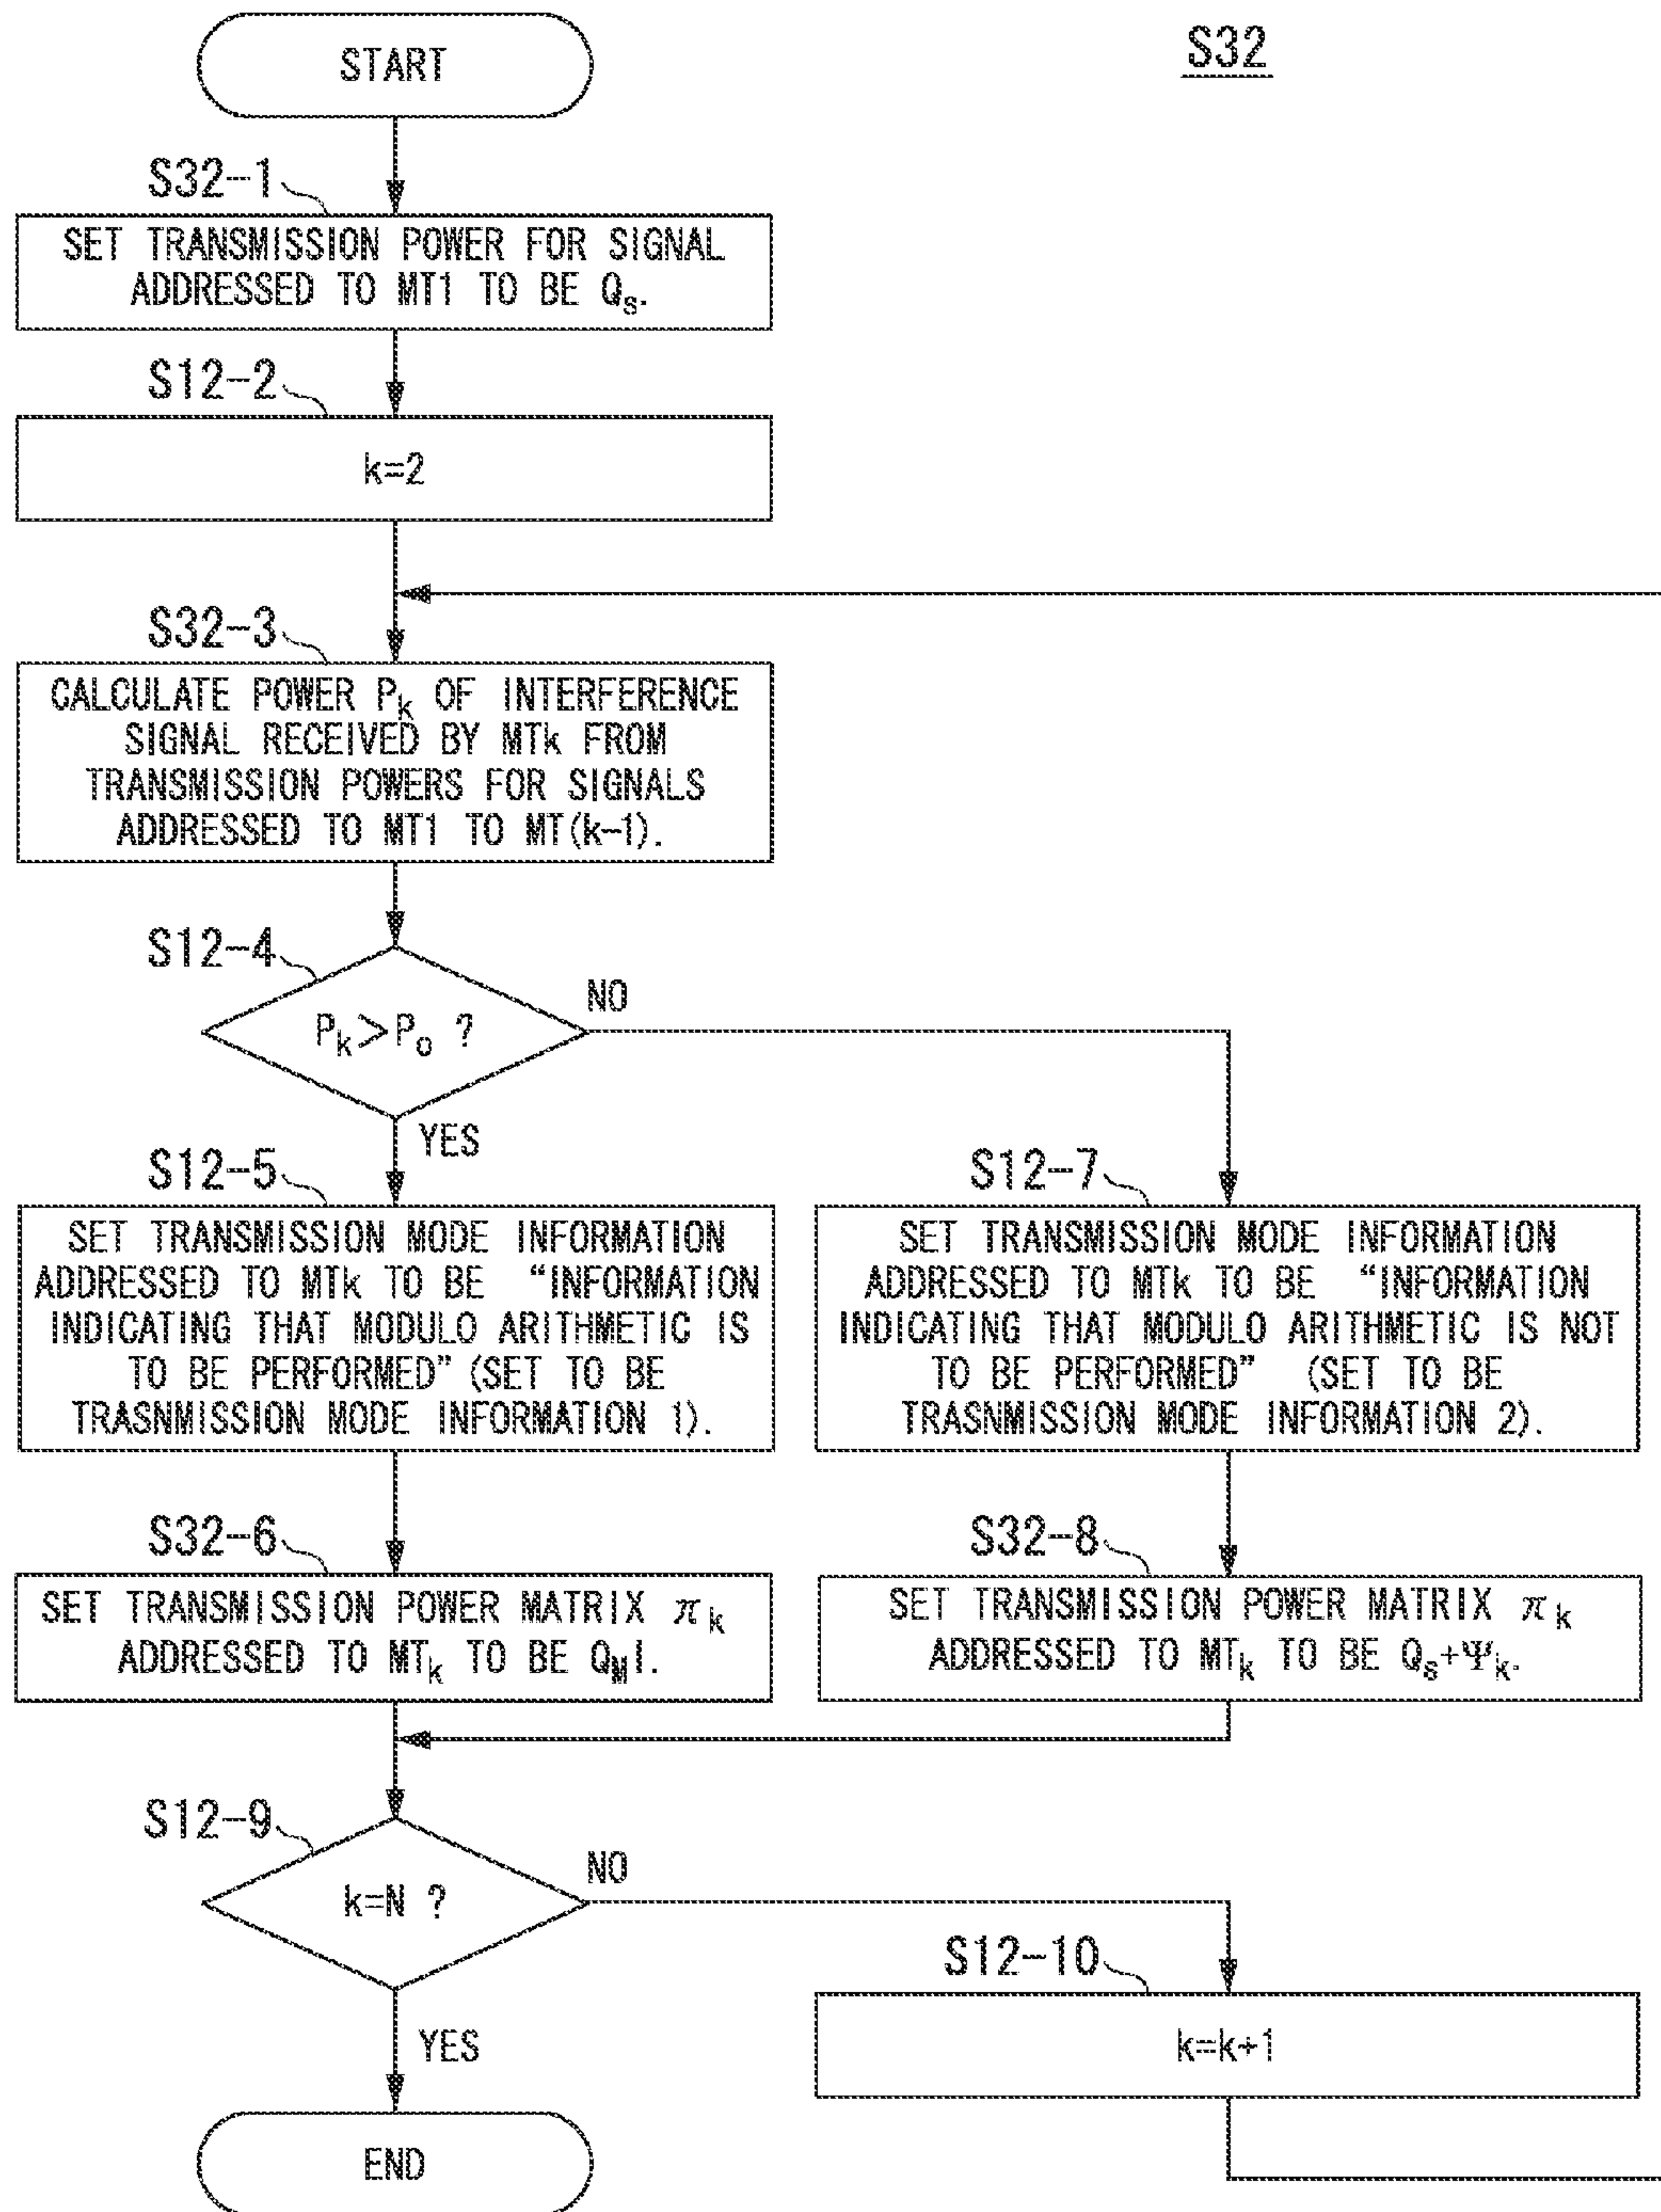 START
S32
S32-1
SET TRANSMISSION POWER FOR SIGNAL
ADDRESSED TO MT1 TO BE Qs.
S12-2
k=2
S32-3
CALCULATE POWER Pk OF INTERFERENCE
SIGNAL RECEIVED BY MTk FROM
TRANSMISSION POWERS FOR SIGNALS
ADDRESSED TO MT1 TO MT(k-1).
S12-4
Pk>Po ?
NO
YES
S12-5
SET TRANSMISSION MODE INFORMATION
ADDRESSED TO MTk TO BE "INFORMATION
INDICATING THAT MODULO ARITHMETIC IS
TO BE PERFORMED" (SET TO BE
TRASNMISSION MODE INFORMATION 1).
S12-7
SET TRANSMISSION MODE INFORMATION
ADDRESSED TO MTk TO BE "INFORMATION
INDICATING THAT MODULO ARITHMETIC IS NOT
TO BE PERFORMED" (SET TO BE
TRASNMISSION MODE INFORMATION 2).
S32-6
SET TRANSMISSION POWER MATRIX πk
ADDRESSED TO MTk TO BE QMI.
S32-8
SET TRANSMISSION POWER MATRIX πk
ADDRESSED TO MTk TO BE Qs+Ψk.
S12-9
k=N ?
NO
YES
S12-10
k=k+1
END